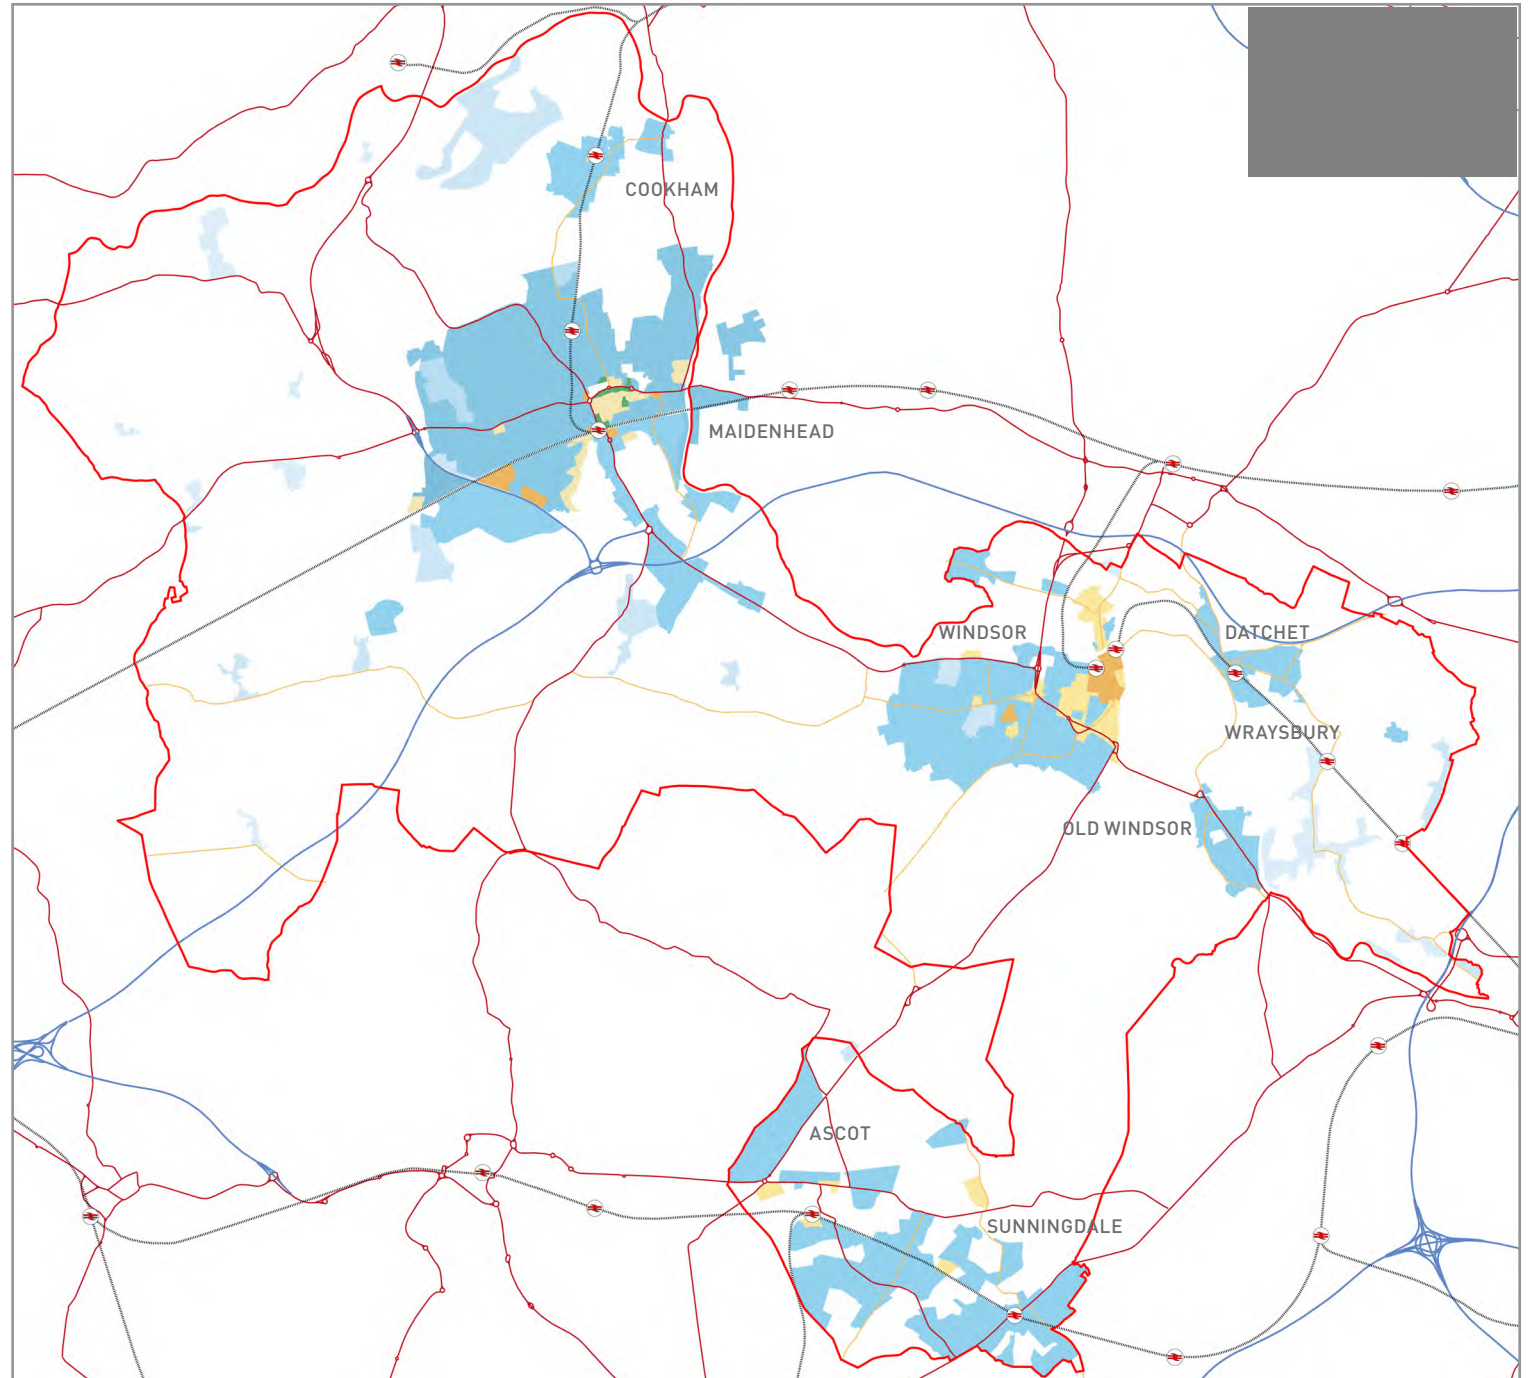 COOKHAM
MAIDENHEAD
WINDSOR
DATCHET
WRAYSBURY
OLD WINDSOR
ASCOT
SUNNINGDALE